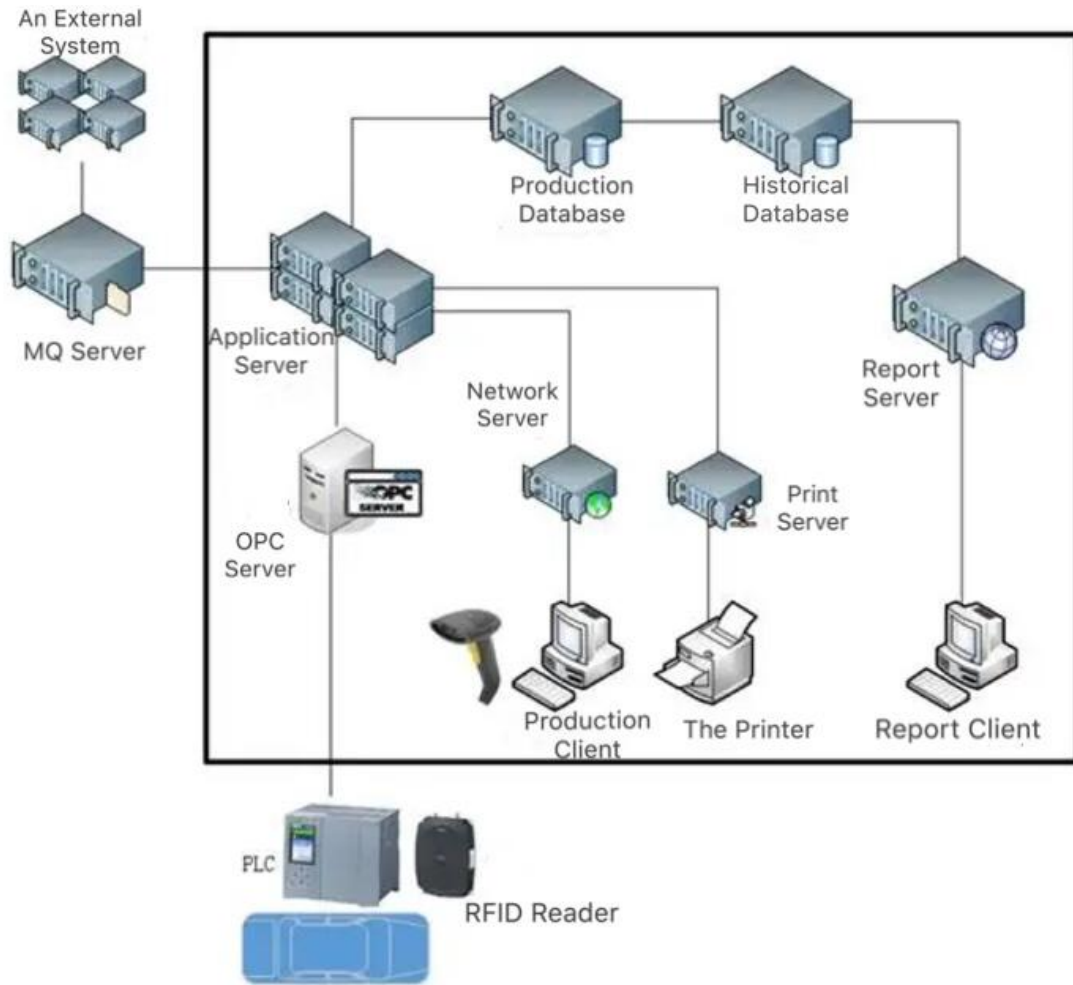 An External
System
Production
Database
Historical
Database
MQ Server
Application
Server
Report
Server
Network
Server
OPC
SERVER
Print
Server
OPC
Server
Production
Client
The Printer
Report Client
PLC
RFID Reader